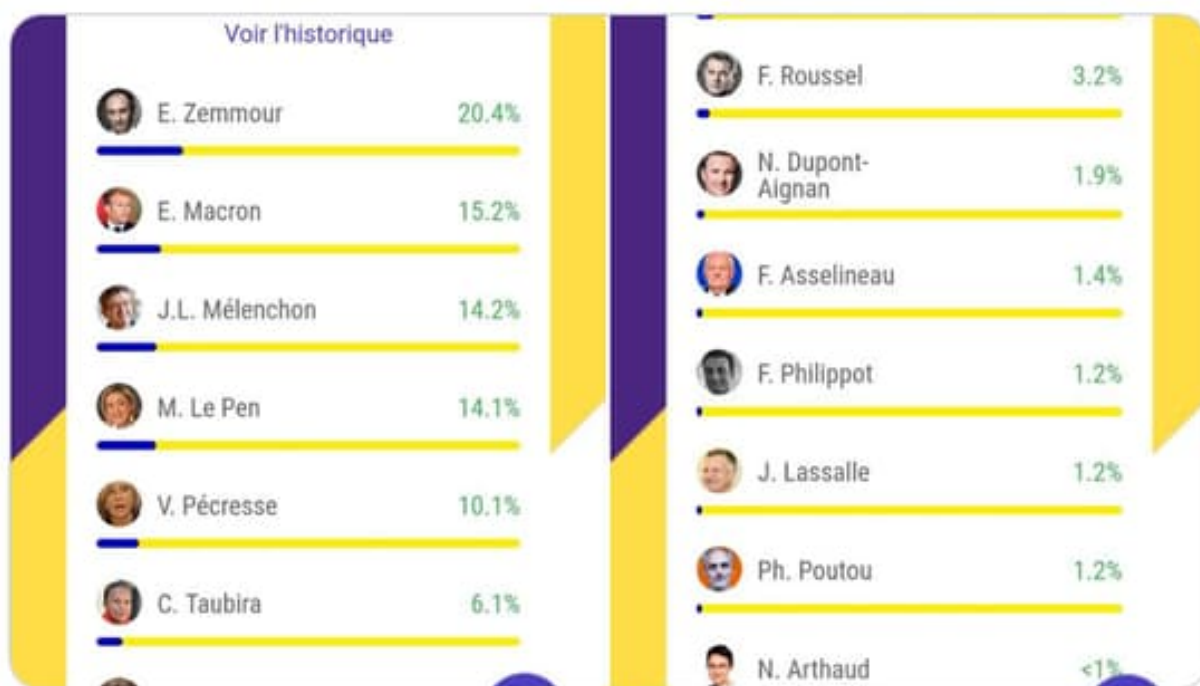 Voir l'historique
E. Zemmour 20.4%
E. Macron 15.2%
J.L. Mélenchon 14.2%
M. Le Pen 14.1%
V. Pécresse 10.1%
C. Taubira 6.1%
F. Roussel 3.2%
N. Dupont-
Aignan 1.9%
F. Asselineau 1.4%
F. Philippot 1.2%
J. Lassalle 1.2%
Ph. Poutou 1.2%
N. Arthaud <1%